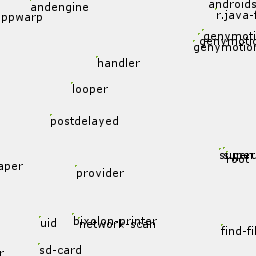 androids
andengine
ppwarp
r.java-f
genymoti
genymotion
handler
looper
postdelayed
super
root
aper
provider
uid
bixolon-printer
network-scan
find-fil
sd-card